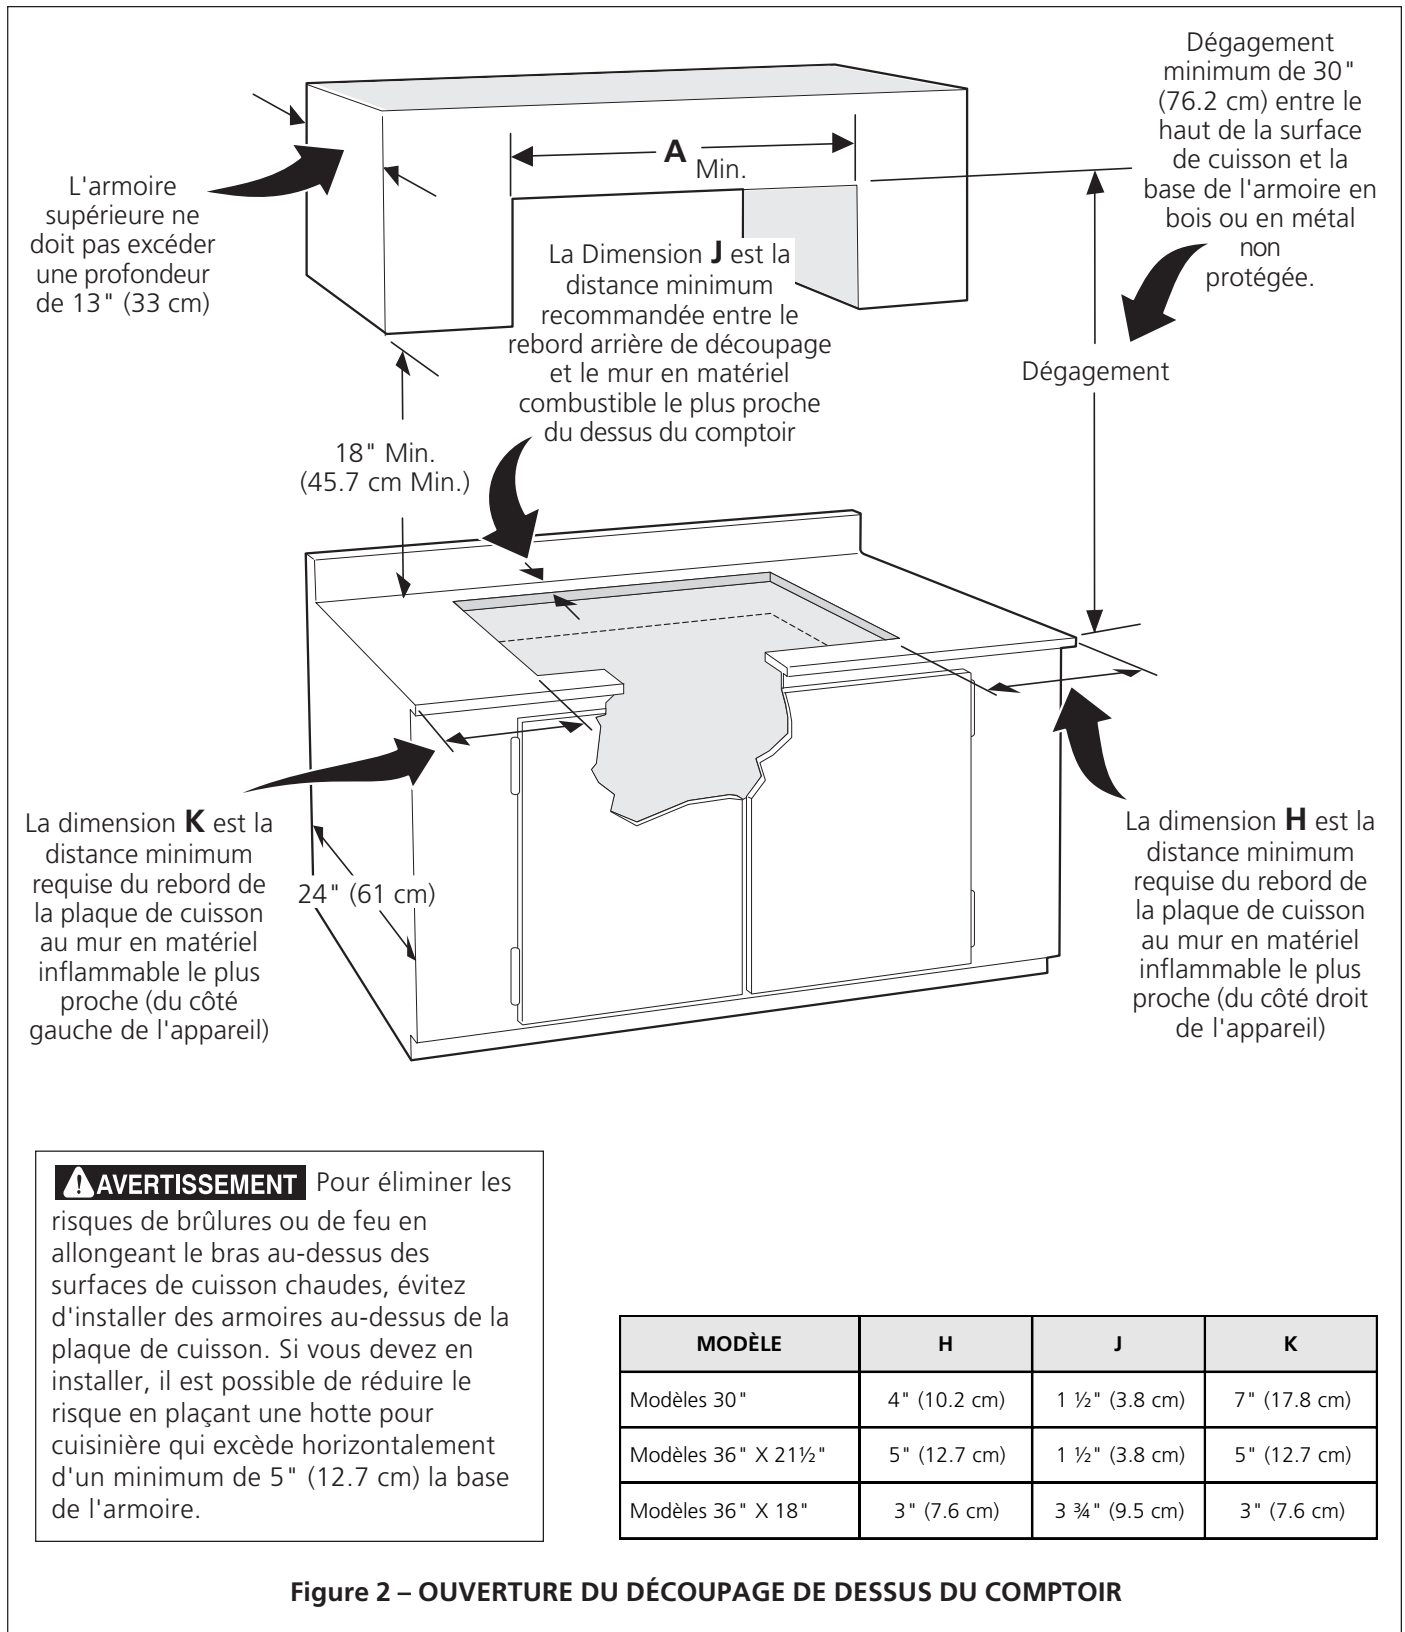 Dégagement
minimum de 30"
(76.2 cm) entre le
haut de la surface
de cuisson et la
base de l'armoire en
bois ou en métal
non
protégée.
A
Min.
L'armoire
supérieure ne
doit pas excéder
une profondeur
de 13" (33 cm)
La Dimension J est la
distance minimum
recommandée entre le
rebord arrière de découpage
et le mur en matériel
combustible le plus proche
du dessus du comptoir
Dégagement
18" Min.
(45.7 cm Min.)
La dimension K est la
distance minimum
requise du rebord de
la plaque de cuisson
au mur en matériel
inflammable le plus
proche (du côté
gauche de l'appareil)
24" (61 cm)
La dimension H est la
distance minimum
requise du rebord de
la plaque de cuisson
au mur en matériel
inflammable le plus
proche (du côté droit
de l'appareil)
AVERTISSEMENT Pour éliminer les
risques de brûlures ou de feu en
allongeant le bras au-dessus des
surfaces de cuisson chaudes, évitez
d'installer des armoires au-dessus de la
plaque de cuisson. Si vous devez en
installer, il est possible de réduire le
risque en plaçant une hotte pour
cuisinière qui excède horizontalement
d'un minimum de 5" (12.7 cm) la base
de l'armoire.
MODÈLE H J K
Modèles 30" 4" (10.2 cm) 1 ½" (3.8 cm) 7" (17.8 cm)
Modèles 36" X 21½" 5" (12.7 cm) 1 ½" (3.8 cm) 5" (12.7 cm)
Modèles 36" X 18" 3" (7.6 cm) 3 ¾" (9.5 cm) 3" (7.6 cm)
Figure 2 – OUVERTURE DU DÉCOUPAGE DE DESSUS DU COMPTOIR